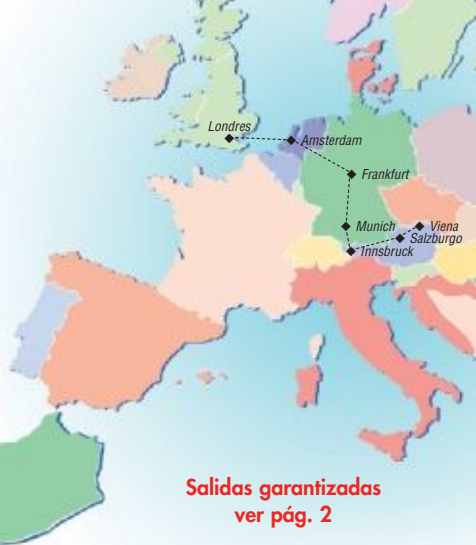 Londres
Amsterdam
Frankfurt
Munich
Viena
Salzburgo
Innsbruck
Salidas garantizadas
ver pág. 2